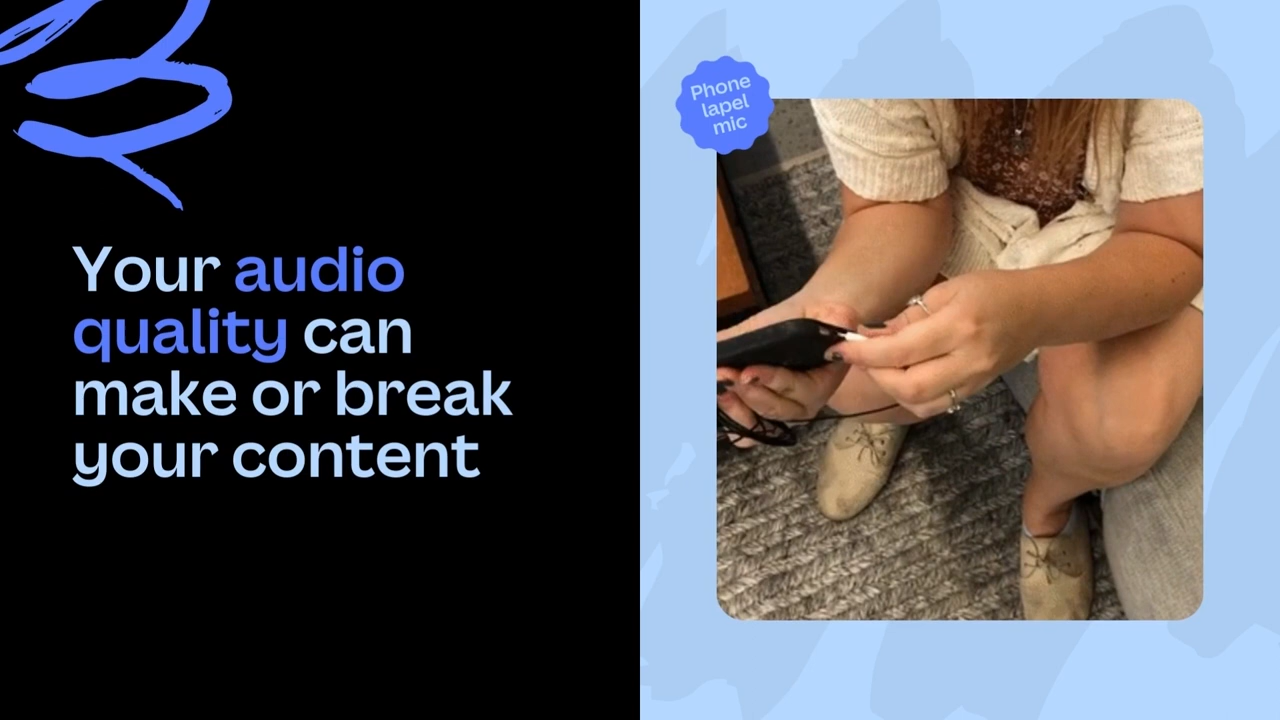 Your audio
quality can
make or break
your content
Phone
lapel
mic